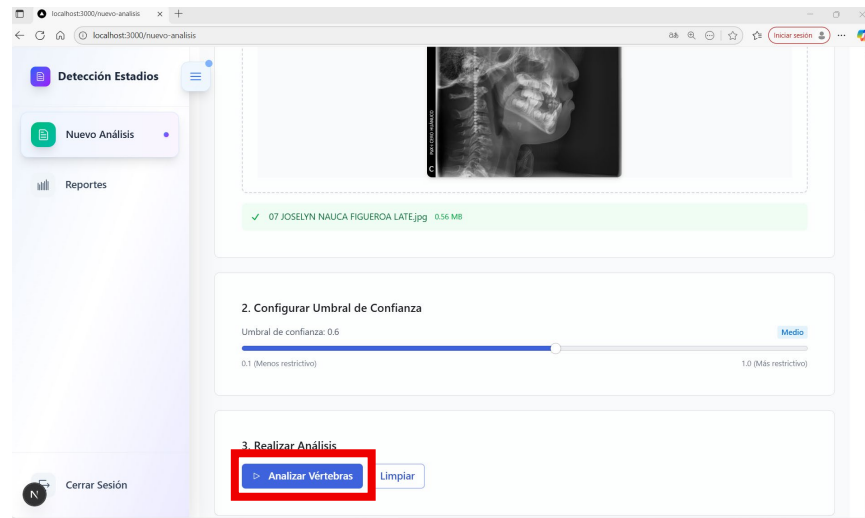 localhost:3000/nuevo-analisis
localhost:3000/nuevo-analisis
Iniciar sesión
Detección Estadios
Nuevo Análisis
Reportes
C
07 JOSELYN NAUCA FIGUEROA LATE.jpg 0.56 MB
2. Configurar Umbral de Confianza
Umbral de confianza: 0.6
Medio
0.1 (Menos restrictivo)
1.0 (Más restrictivo)
3. Realizar Análisis
Analizar Vértebras
Limpiar
Cerrar Sesión
N